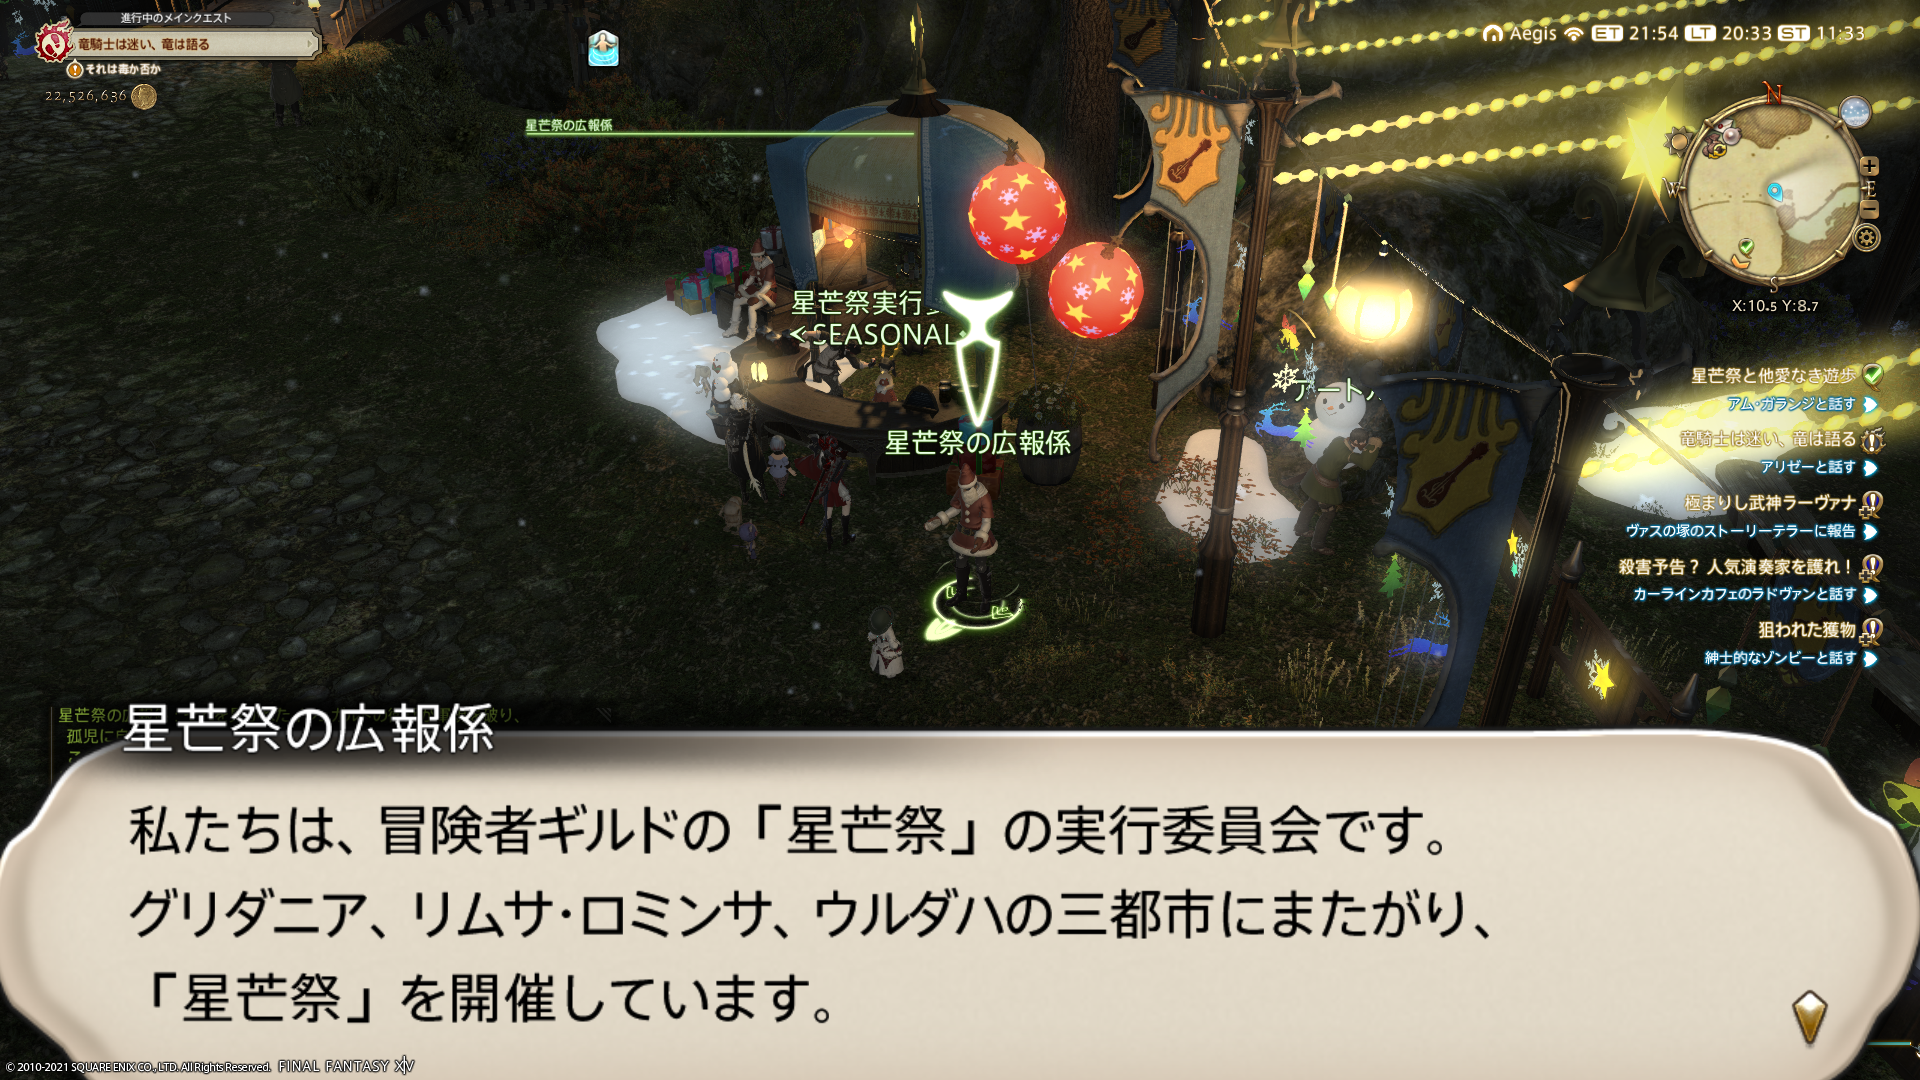 進行中のメインクエスト
竜騎士は迷い、竜は語る
それは毒か否か
22,526,636
Aegis ET 21:54 LT 20:33 ST 11:33
N
W
E
S
X:10.5 Y:8.7
星芒祭の広報係
星芒祭実行
<SEASONAL
星芒祭の広報係
星芒祭と他愛なき遊歩
アム・ガランジと話す
竜騎士は迷い、竜は語る
アリゼーと話す
極まりし武神ラーヴァナ
ヴァスの塚のストーリーテラーに報告
殺害予告？ 人気演奏家を護れ！
カーラインカフェのラドヴァンと話す
狙われた獲物
紳士的なゾンビーと話す
星芒祭の広報係
私たちは、冒険者ギルドの「星芒祭」の実行委員会です。
グリダニア、リムサ・ロミンサ、ウルダハの三都市にまたがり、
「星芒祭」を開催しています。
© 2010-2021 SQUARE ENIX CO., LTD. All Rights Reserved. FINAL FANTASY XIV